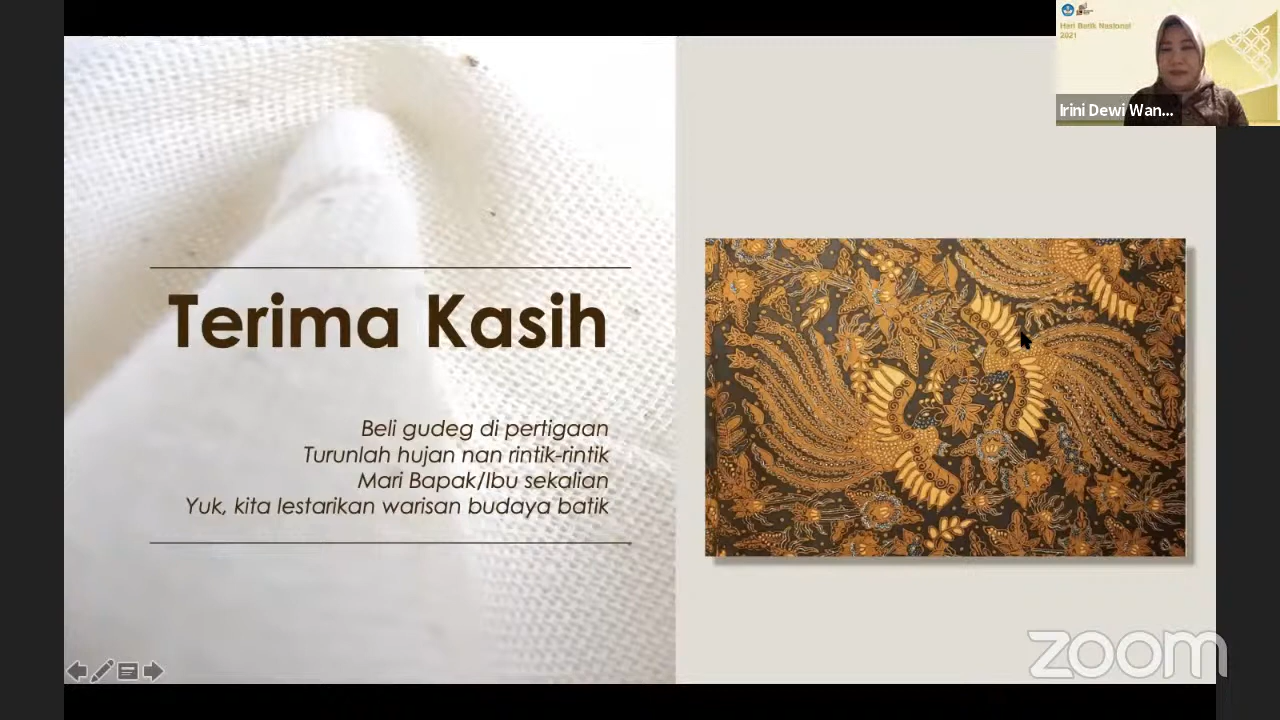 Hari Batik Nasional
2021
Irini Dewi Wan...
Terima Kasih
Beli gudeg di pertigaan
Turunlah hujan nan rintik-rintik
Mari Bapak/Ibu sekalian
Yuk, kita lestarikan warisan budaya batik
zoom